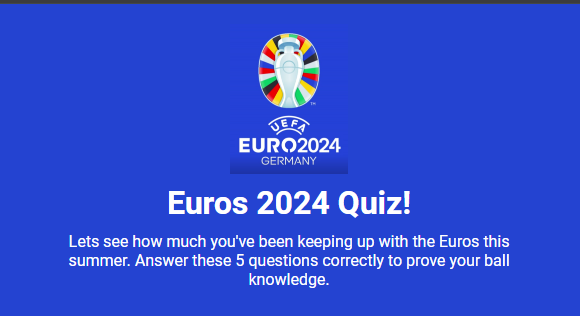 TM
UEFA
EURO2024
GERMANY
Euros 2024 Quiz!
Lets see how much you've been keeping up with the Euros this
summer. Answer these 5 questions correctly to prove your ball
knowledge.